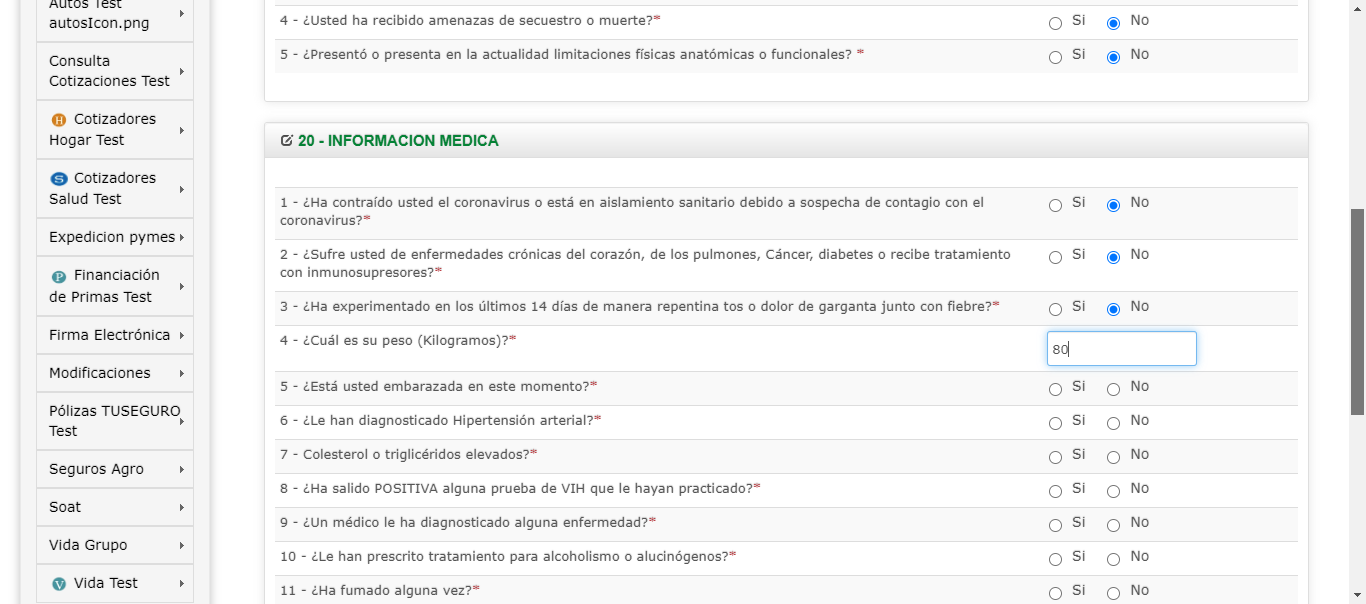 Autos Test
autosIcon.png
Consulta
Cotizaciones Test
H Cotizadores
Hogar Test
S Cotizadores
Salud Test
Expedicion pymes
P Financiación
de Primas Test
Firma Electrónica
Modificaciones
Pólizas TUSEGURO
Test
Seguros Agro
Soat
Vida Grupo
V Vida Test
4 - ¿Usted ha recibido amenazas de secuestro o muerte?* Si No
5 - ¿Presentó o presenta en la actualidad limitaciones físicas anatómicas o funcionales? * Si No
20 - INFORMACION MEDICA
1 - ¿Ha contraído usted el coronavirus o está en aislamiento sanitario debido a sospecha de contagio con el Si No
coronavirus?*
2 - ¿Sufre usted de enfermedades crónicas del corazón, de los pulmones, Cáncer, diabetes o recibe tratamiento Si No
con inmunosupresores?*
3 - ¿Ha experimentado en los últimos 14 días de manera repentina tos o dolor de garganta junto con fiebre?* Si No
4 - ¿Cuál es su peso (Kilogramos)?* 80
5 - ¿Está usted embarazada en este momento?* Si No
6 - ¿Le han diagnosticado Hipertensión arterial?* Si No
7 - Colesterol o triglicéridos elevados?* Si No
8 - ¿Ha salido POSITIVA alguna prueba de VIH que le hayan practicado?* Si No
9 - ¿Un médico le ha diagnosticado alguna enfermedad?* Si No
10 - ¿Le han prescrito tratamiento para alcoholismo o alucinógenos?* Si No
11 - ¿Ha fumado alguna vez?* Si No